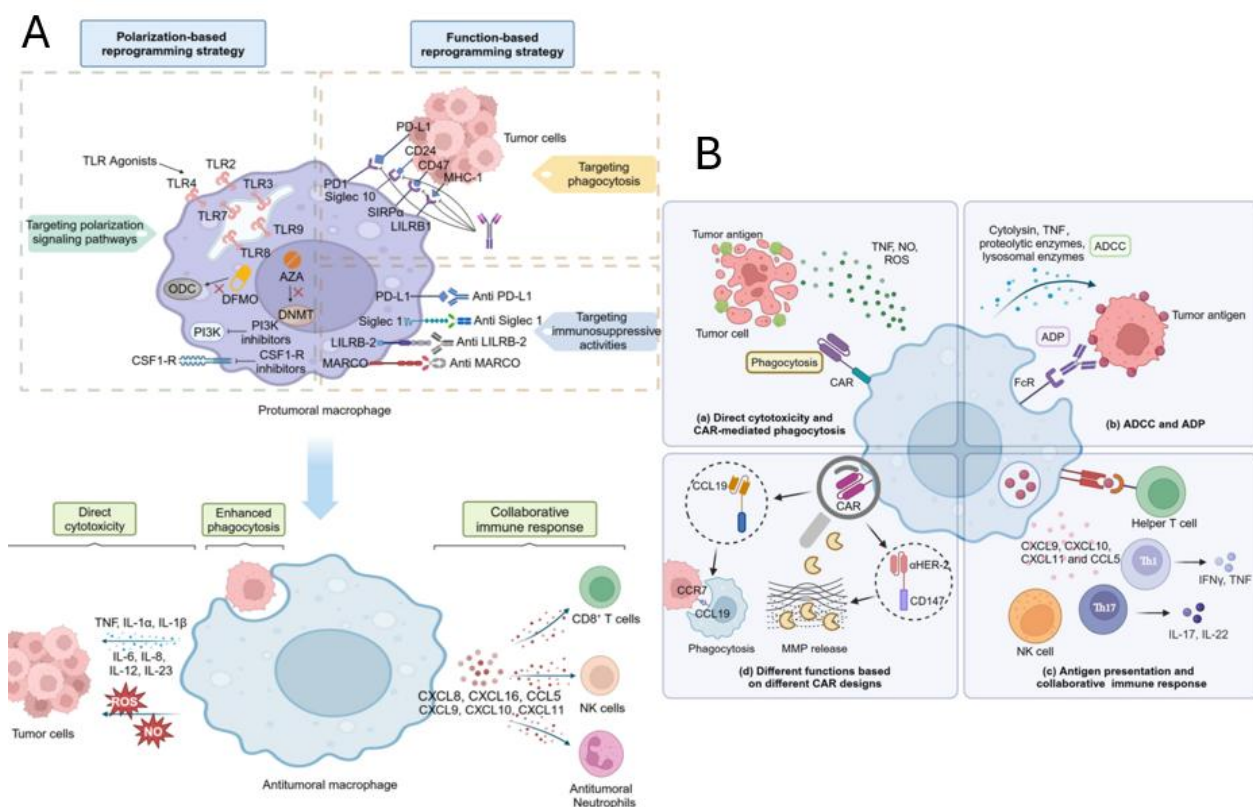 A
Polarization-based
reprogramming strategy
Function-based
reprogramming strategy
PD-L1
Tumor cells
CD24
CD47
MHC-1
Targeting
phagocytosis
TLR Agonists
TLR2
TLR4
TLR3
PD1
Siglec 10
SIRPα
LILRB1
TLR7
TLR9
TLR8
Targeting polarization
signaling pathways
AZA
ODC
DFMO
DNMT
PI3K
PI3K
inhibitors
CSF1-R
CSF1-R
inhibitors
PD-L1
Anti PD-L1
Siglec 1
Anti Siglec 1
LILRB-2
Anti LILRB-2
MARCO
Anti MARCO
Targeting
immunosuppressive
activities
Protumoral macrophage
Direct
cytotoxicity
Enhanced
phagocytosis
Collaborative
immune response
TNF, IL-1α, IL-1β
IL-6, IL-8,
IL-12, IL-23
ROS
NO
Tumor cells
CXCL8, CXCL16, CCL5
CXCL9, CXCL10, CXCL11
CD8⁺ T cells
NK cells
Antitumoral
Neutrophils
Antitumoral macrophage
B
Tumor antigen
TNF, NO,
ROS
Tumor cell
Phagocytosis
CAR
(a) Direct cytotoxicity and
CAR-mediated phagocytosis
Cytolysin, TNF,
proteolytic enzymes,
lysosomal enzymes
ADCC
Tumor antigen
ADP
FcR
(b) ADCC and ADP
CCL19
CAR
αHER-2
CD147
CCR7
CCL19
Phagocytosis
MMP release
(d) Different functions based
on different CAR designs
Helper T cell
CXCL9, CXCL10,
CXCL11 and CCL5
Th1
IFNγ, TNF
Th17
NK cell
IL-17, IL-22
(c) Antigen presentation and
collaborative immune response